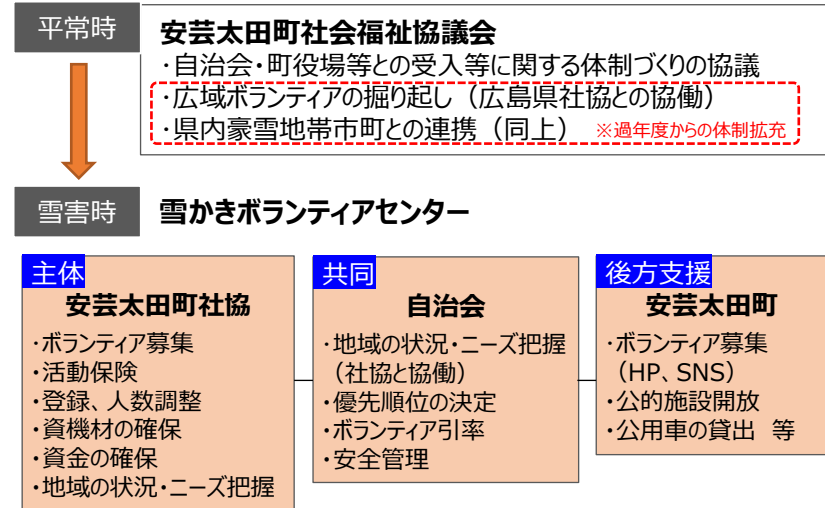 平常時
安芸太田町社会福祉協議会
・自治会・町役場等との受入等に関する体制づくりの協議
・広域ボランティアの掘り起し（広島県社協との協働）
・県内豪雪地帯市町との連携（同上） ※過年度からの体制拡充
雪害時
雪かきボランティアセンター
主体
安芸太田町社協
・ボランティア募集
・活動保険
・登録、人数調整
・資機材の確保
・資金の確保
・地域の状況・ニーズ把握
共同
自治会
・地域の状況・ニーズ把握
（社協と協働）
・優先順位の決定
・ボランティア引率
・安全管理
後方支援
安芸太田町
・ボランティア募集
（HP、SNS）
・公的施設開放
・公用車の貸出 等